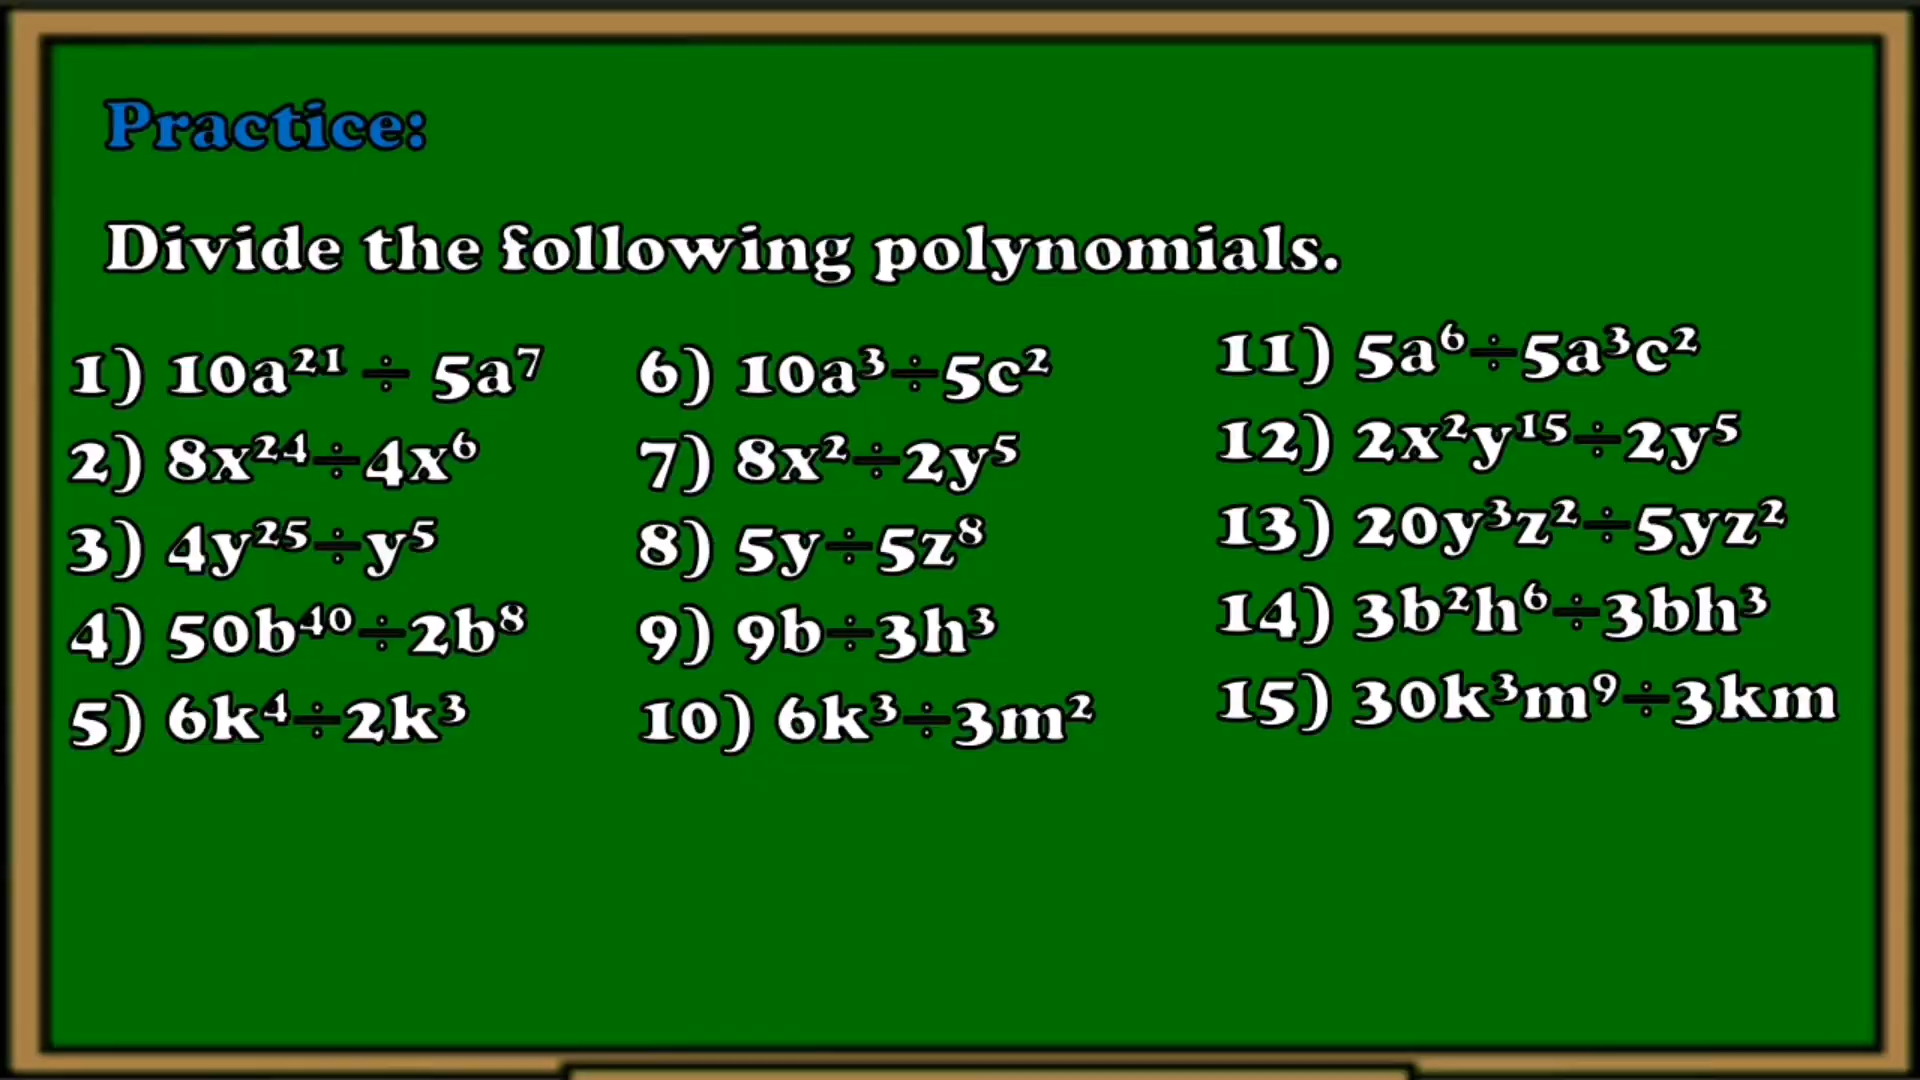 Practice:
Divide the following polynomials.
1) 10a²¹ ÷ 5a⁷
2) 8x²⁴÷4x⁶
3) 4y²⁵÷y⁵
4) 50b⁴⁰÷2b⁸
5) 6k⁴÷2k³
6) 10a³÷5c²
7) 8x²÷2y⁵
8) 5y÷5z⁸
9) 9b÷3h³
10) 6k³÷3m²
11) 5a⁶÷5a³c²
12) 2x²y¹⁵÷2y⁵
13) 20y³z²÷5yz²
14) 3b²h⁶÷3bh³
15) 30k³m⁹÷3km